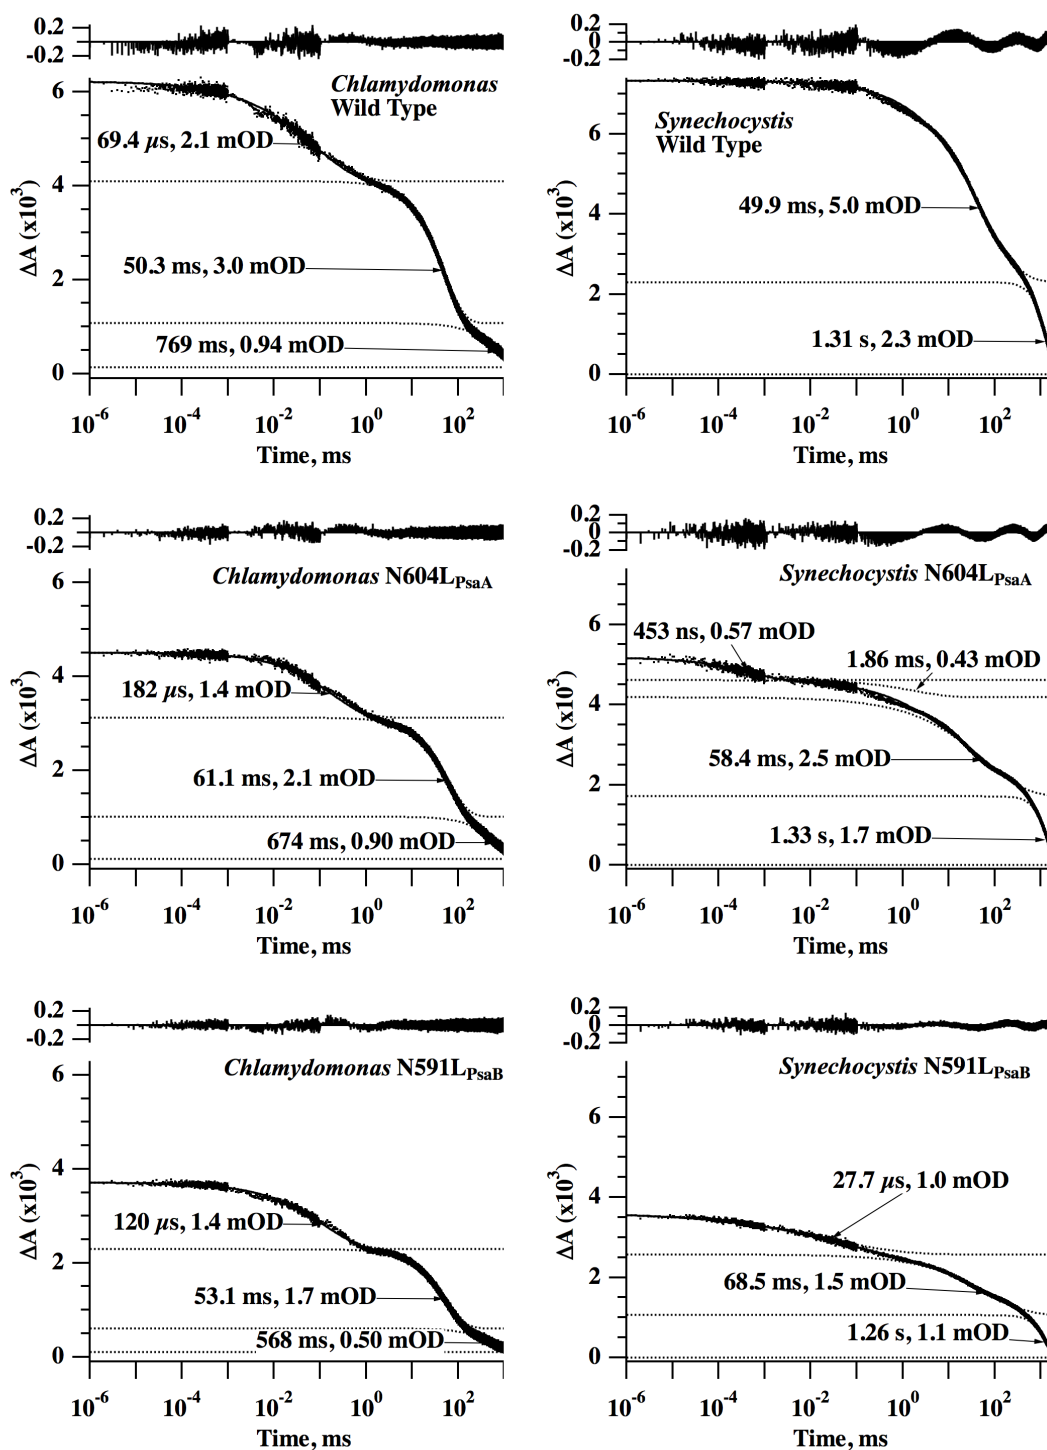 0.2
-0.2
6
4
2
0
ΔA (x10³)
Chlamydomonas
Wild Type
69.4 µs, 2.1 mOD
50.3 ms, 3.0 mOD
769 ms, 0.94 mOD
10⁻⁶ 10⁻⁴ 10⁻² 10⁰ 10²
Time, ms
0.2
0
-0.2
6
4
2
0
ΔA (x10³)
Synechocystis
Wild Type
49.9 ms, 5.0 mOD
1.31 s, 2.3 mOD
10⁻⁶ 10⁻⁴ 10⁻² 10⁰ 10²
Time, ms
0.2
-0.2
6
4
2
0
ΔA (x10³)
Chlamydomonas N604L_PsaA
182 µs, 1.4 mOD
61.1 ms, 2.1 mOD
674 ms, 0.90 mOD
10⁻⁶ 10⁻⁴ 10⁻² 10⁰ 10²
Time, ms
0.2
0
-0.2
6
4
2
0
ΔA (x10³)
Synechocystis N604L_PsaA
453 ns, 0.57 mOD
1.86 ms, 0.43 mOD
58.4 ms, 2.5 mOD
1.33 s, 1.7 mOD
10⁻⁶ 10⁻⁴ 10⁻² 10⁰ 10²
Time, ms
0.2
-0.2
6
4
2
0
ΔA (x10³)
Chlamydomonas N591L_PsaB
120 µs, 1.4 mOD
53.1 ms, 1.7 mOD
568 ms, 0.50 mOD
10⁻⁶ 10⁻⁴ 10⁻² 10⁰ 10²
Time, ms
0.2
0
-0.2
6
4
2
0
ΔA (x10³)
Synechocystis N591L_PsaB
27.7 µs, 1.0 mOD
68.5 ms, 1.5 mOD
1.26 s, 1.1 mOD
10⁻⁶ 10⁻⁴ 10⁻² 10⁰ 10²
Time, ms